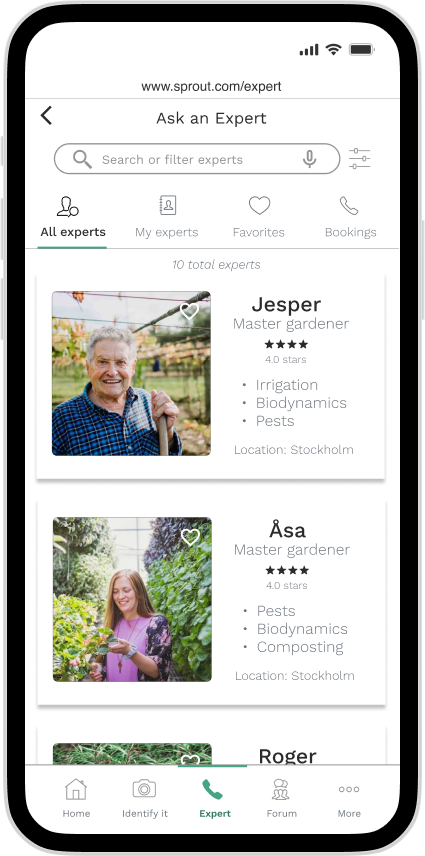 www.sprout.com/expert
Ask an Expert
Search or filter experts
All experts
My experts
Favorites
Bookings
10 total experts
Jesper
Master gardener
★★★★
4.0 stars
• Irrigation
• Biodynamics
• Pests
Location: Stockholm
Åsa
Master gardener
★★★★
4.0 stars
• Pests
• Biodynamics
• Composting
Location: Stockholm
Roger
Home
Identify it
Expert
Forum
More